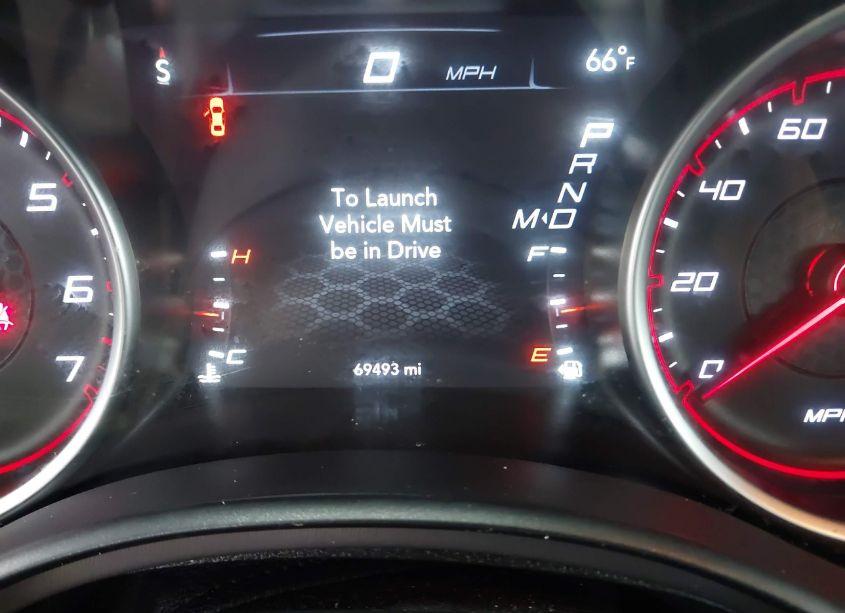 S
0 MPH
66°F
P
R
N
M D
To Launch
Vehicle Must
be in Drive
H
C
F
E
69493 mi
5
6
7
60
40
20
0
MPH